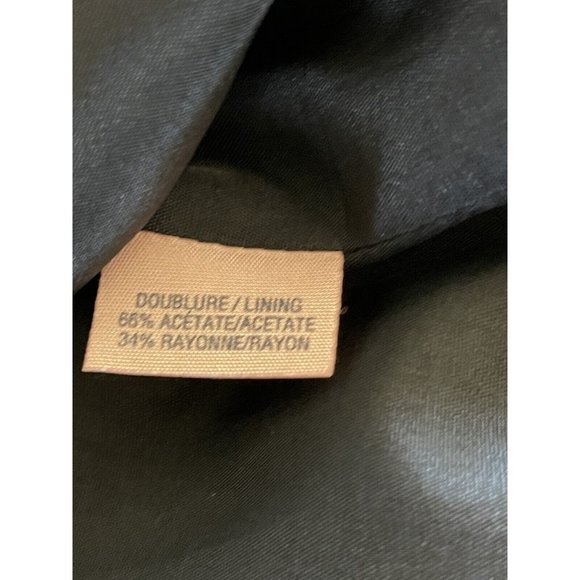 DOUBLURE/LINING
66% ACÉTATE/ACETATE
34% RAYONNE/RAYON